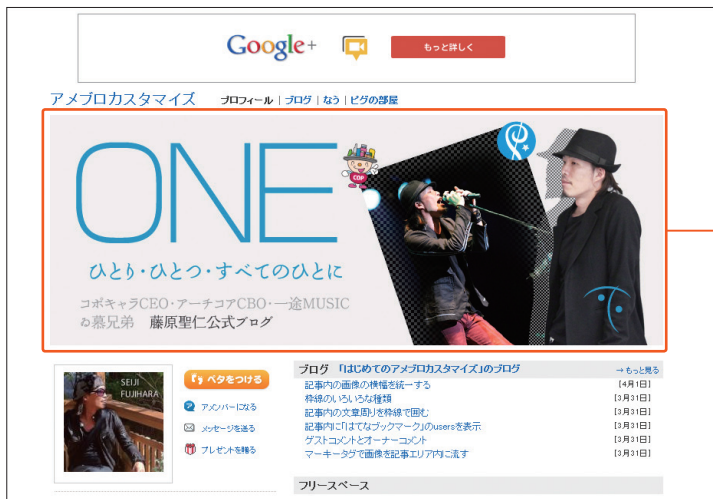 Google+ もっと詳しく
アメブロカスタマイズ プロフィール | ブログ | なう | ピグの部屋
ONE
CDP
ひとり・ひとつ・すべてのひとに
コポキャラCEO・アーチコアCBO・一途MUSIC
ゐ慕兄弟 藤原聖仁公式ブログ
SEIJI
FUJIHARA
ペタをつける
アメンバーになる
メッセージを送る
プレゼントを贈る
ブログ 「はじめてのアメブロカスタマイズ」のブログ →もっと見る
記事内の画像の横幅を統一する [4月1日]
枠線のいろいろな種類 [3月31日]
記事内の文章周りを枠線で囲む [3月31日]
記事内に「はてなブックマーク」のusersを表示 [3月31日]
ゲストコメントとオーナーコメント [3月31日]
マーキータグで画像を記事エリア内に流す [3月31日]
フリースペース